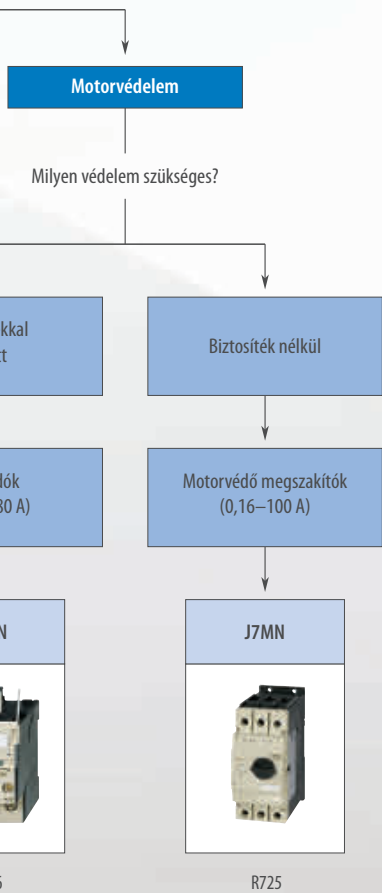 Motorvédelem
Milyen védelem szükséges?
Biztosíték nélkül
Motorvédő megszakítók
(0,16–100 A)
J7MN
R725